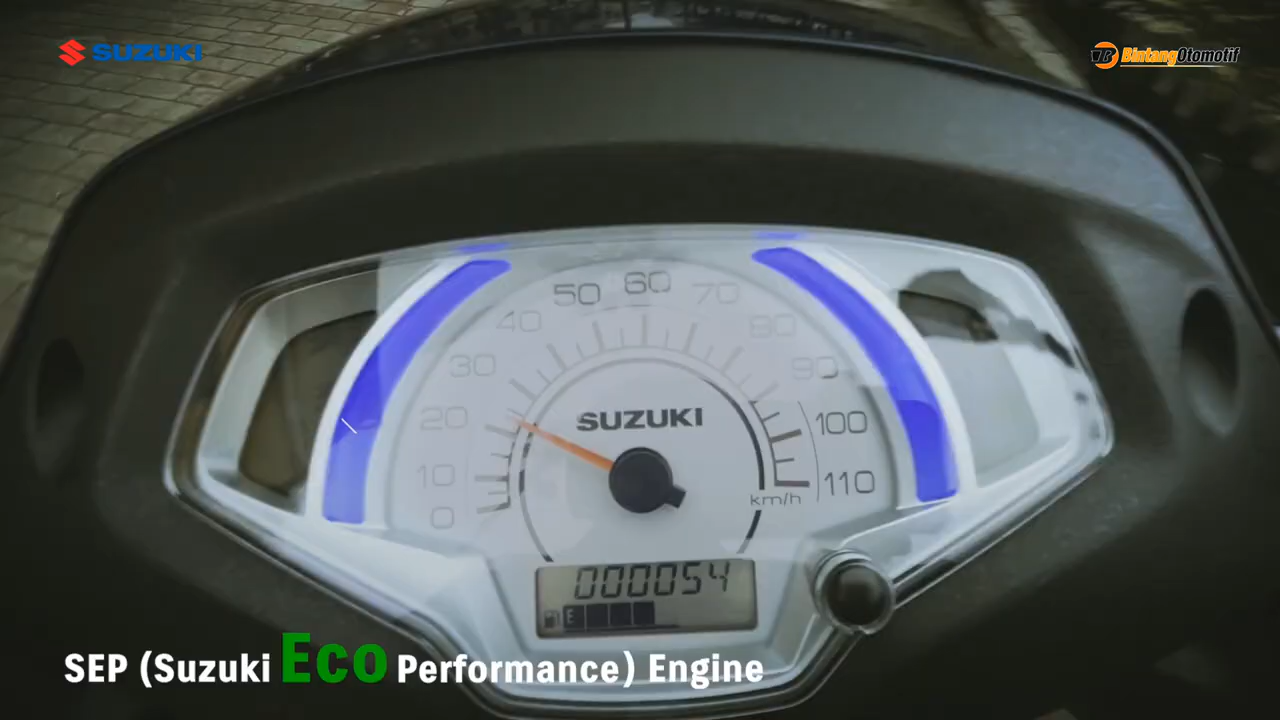 SUZUKI
BintangOtomotif
0
10
20
30
40
50
60
70
80
90
100
110
SUZUKI
km/h
000054
E
SEP (Suzuki Eco Performance) Engine